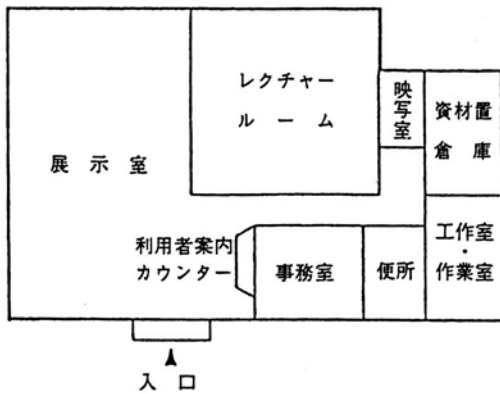 レクチャー
ルーム
映写室
資材置
倉庫
展示室
利用者案内
カウンター
事務室
便所
工作室
・
作業室
入口